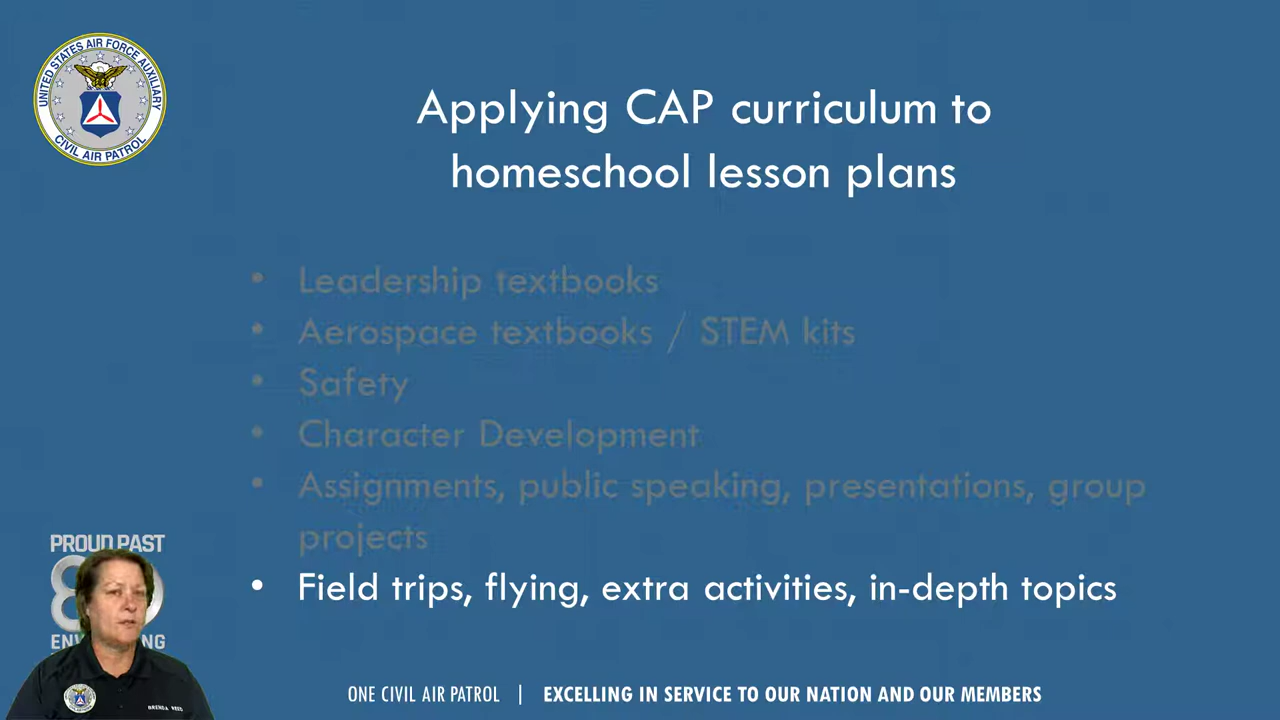 UNITED STATES AIR FORCE AUXILIARY
CIVIL AIR PATROL
Applying CAP curriculum to
homeschool lesson plans
• Leadership textbooks
• Aerospace textbooks / STEM kits
• Safety
• Character Development
• Assignments, public speaking, presentations, group
projects
• Field trips, flying, extra activities, in-depth topics
PROUD PAST
ONE CIVIL AIR PATROL | EXCELLING IN SERVICE TO OUR NATION AND OUR MEMBERS